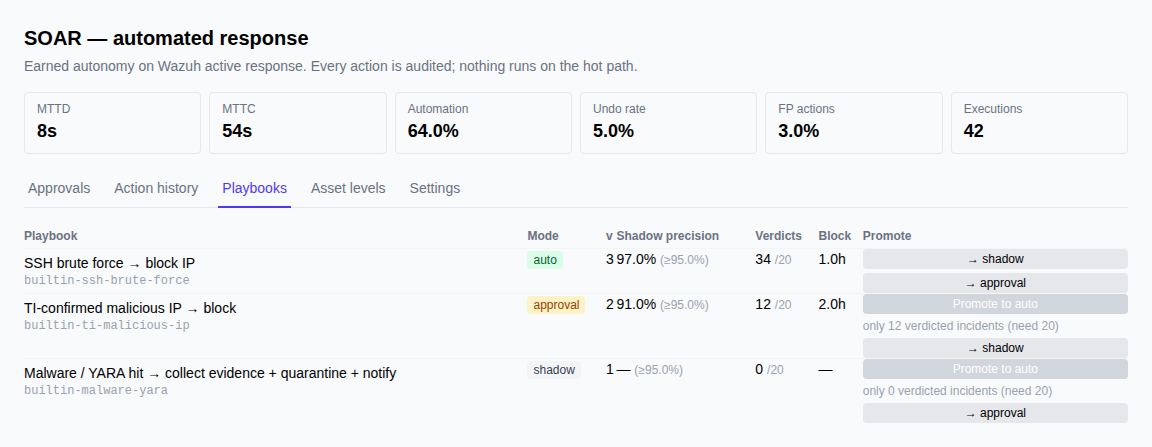 SOAR — automated response
Earned autonomy on Wazuh active response. Every action is audited; nothing runs on the hot path.
MTTD MTTC Automation Undo rate FP actions Executions
8s 54s 64.0% 5.0% 3.0% 42
Approvals Action history Playbooks Asset levels Settings
Playbook Mode v Shadow precision Verdicts Block Promote
SSH brute force → block IP auto 3 97.0% (≥95.0%) 34 /20 1.0h → shadow
builtin-ssh-brute-force → approval
TI-confirmed malicious IP → block approval 2 91.0% (≥95.0%) 12 /20 2.0h Promote to auto
builtin-ti-malicious-ip only 12 verdicted incidents (need 20)
→ shadow
Malware / YARA hit → collect evidence + quarantine + notify shadow 1 — (≥95.0%) 0 /20 — Promote to auto
builtin-malware-yara only 0 verdicted incidents (need 20)
→ approval